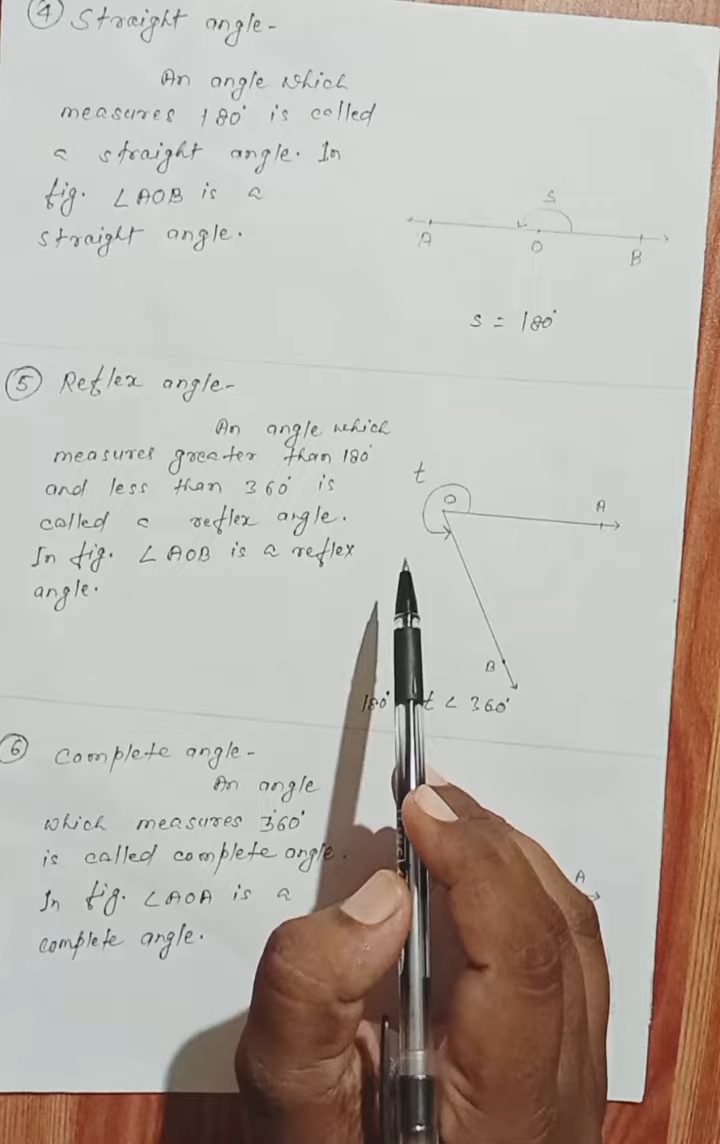 ④ Straight angle-
An angle which
measures 180° is called
a straight angle. In
fig. ∠AOB is a
straight angle.
S
A
O
B
S = 180°
⑤ Reflex angle-
An angle which
measures greater than 180°
and less than 360° is
called a reflex angle.
In fig. ∠AOB is a reflex
angle.
t
O
A
B
180° t < 360°
⑥ Complete angle-
An angle
which measures 360°
is called complete angle.
In fig. ∠AOA is a
complete angle.
A